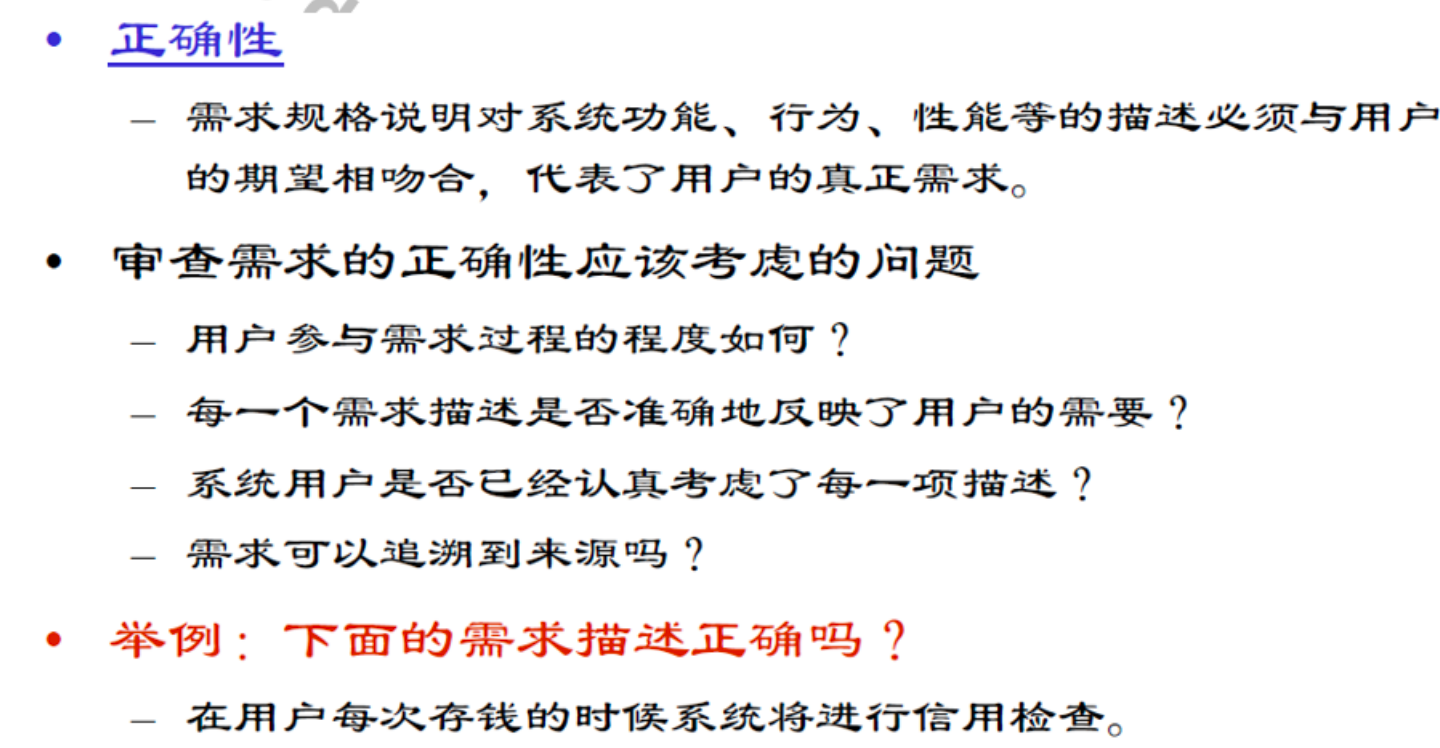 • 正确性
– 需求规格说明对系统功能、行为、性能等的描述必须与用户
的期望相吻合，代表了用户的真正需求。
• 审查需求的正确性应该考虑的问题
– 用户参与需求过程的程度如何？
– 每一个需求描述是否准确地反映了用户的需要？
– 系统用户是否已经认真考虑了每一项描述？
– 需求可以追溯到来源吗？
• 举例：下面的需求描述正确吗？
– 在用户每次存钱的时候系统将进行信用检查。